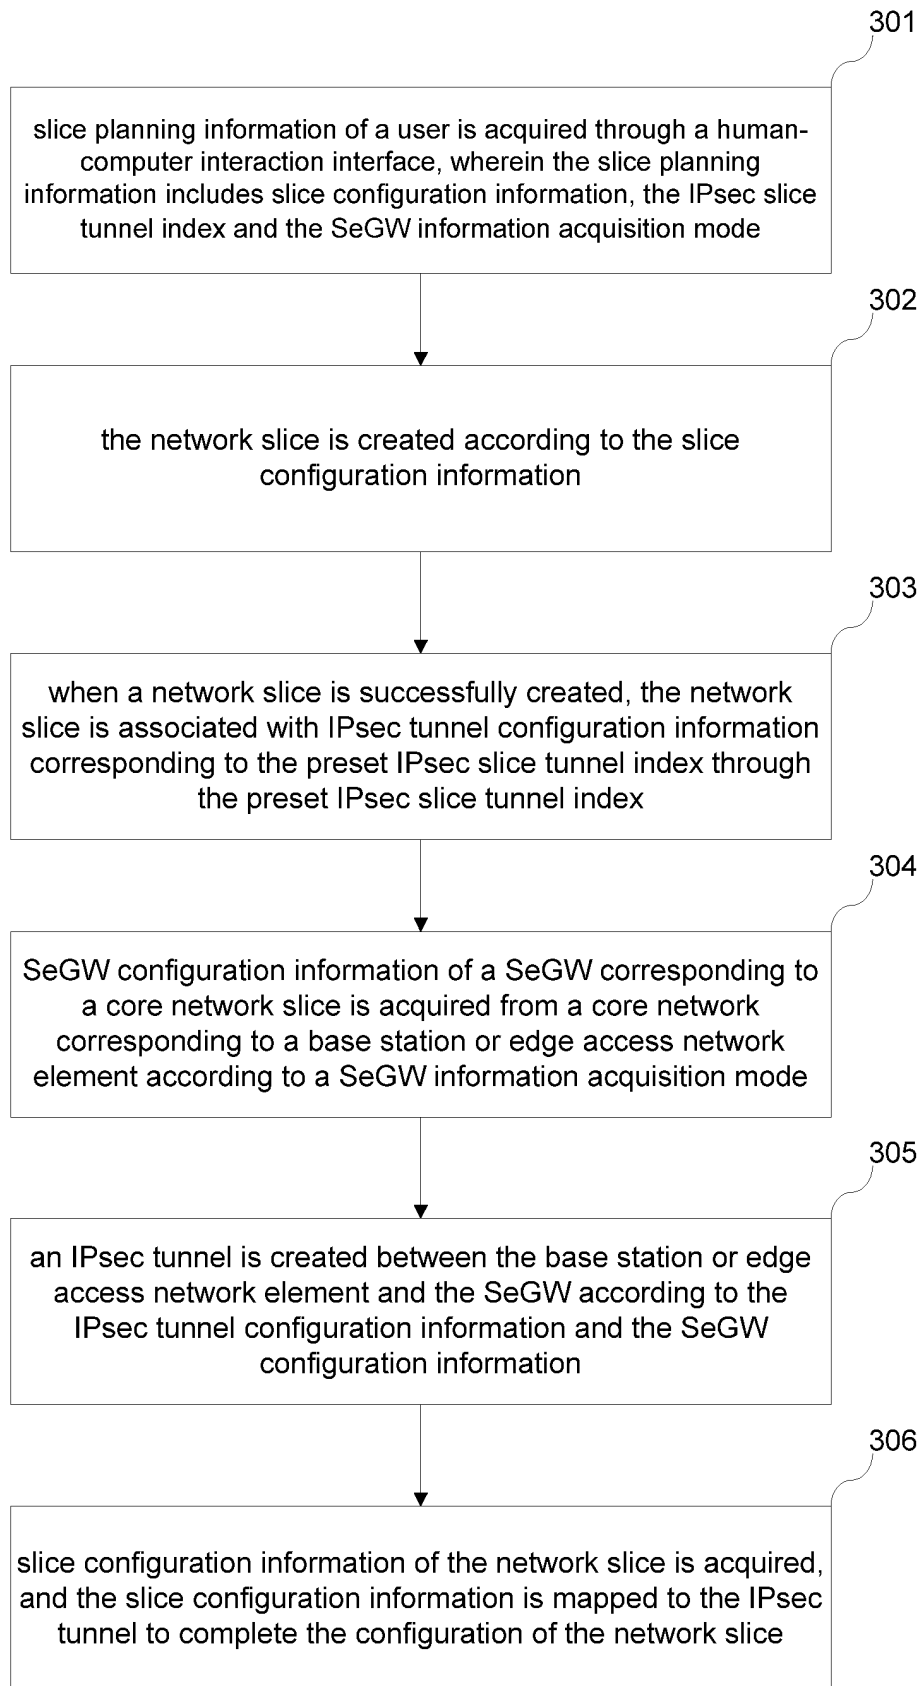 301
slice planning information of a user is acquired through a human-
computer interaction interface, wherein the slice planning
information includes slice configuration information, the IPsec slice
tunnel index and the SeGW information acquisition mode
302
the network slice is created according to the slice
configuration information
303
when a network slice is successfully created, the network
slice is associated with IPsec tunnel configuration information
corresponding to the preset IPsec slice tunnel index through
the preset IPsec slice tunnel index
304
SeGW configuration information of a SeGW corresponding to
a core network slice is acquired from a core network
corresponding to a base station or edge access network
element according to a SeGW information acquisition mode
305
an IPsec tunnel is created between the base station or edge
access network element and the SeGW according to the
IPsec tunnel configuration information and the SeGW
configuration information
306
slice configuration information of the network slice is acquired,
and the slice configuration information is mapped to the IPsec
tunnel to complete the configuration of the network slice